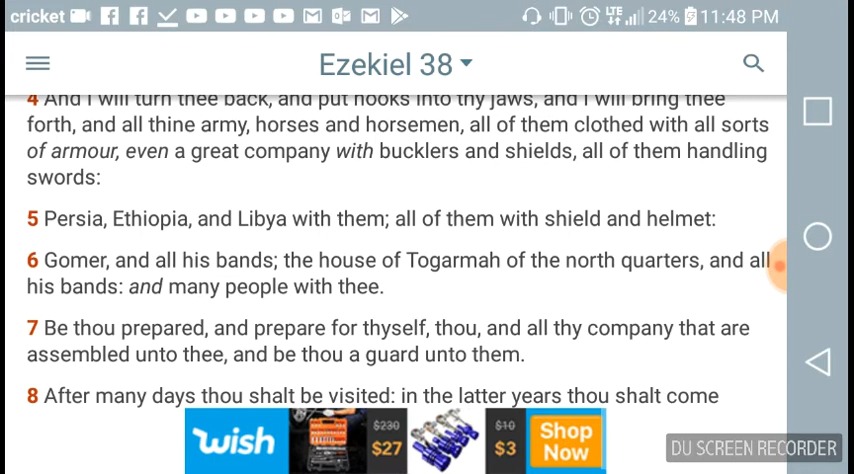 cricket 24% 11:48 PM
LTE
Ezekiel 38
4 And I will turn thee back, and put hooks into thy jaws, and I will bring thee
forth, and all thine army, horses and horsemen, all of them clothed with all sorts
of armour, even a great company with bucklers and shields, all of them handling
swords:
5 Persia, Ethiopia, and Libya with them; all of them with shield and helmet:
6 Gomer, and all his bands; the house of Togarmah of the north quarters, and all
his bands: and many people with thee.
7 Be thou prepared, and prepare for thyself, thou, and all thy company that are
assembled unto thee, and be thou a guard unto them.
8 After many days thou shalt be visited: in the latter years thou shalt come
wish
$230
$27
$10
$3
Shop
Now
DU SCREEN RECORDER